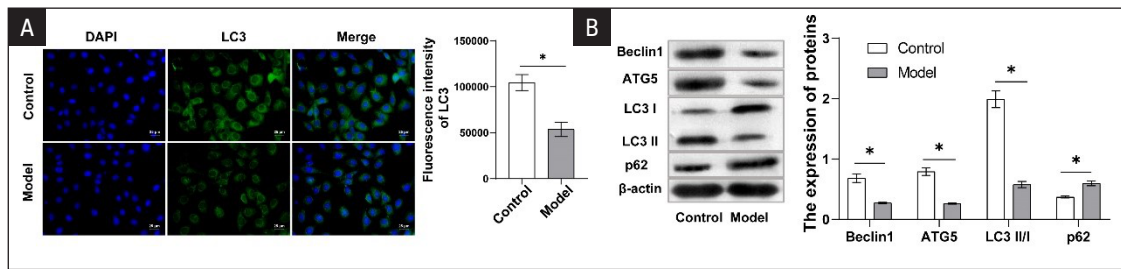 A
DAPI LC3 Merge
Control
Model
Fluorescence intensity
of LC3
150000
100000
50000
0
*
Control Model
B
Beclin1
ATG5
LC3 I
LC3 II
p62
β-actin
Control Model
The expression of proteins
3
2
1
0
Control
Model
* * * *
Beclin1 ATG5 LC3 II/I p62